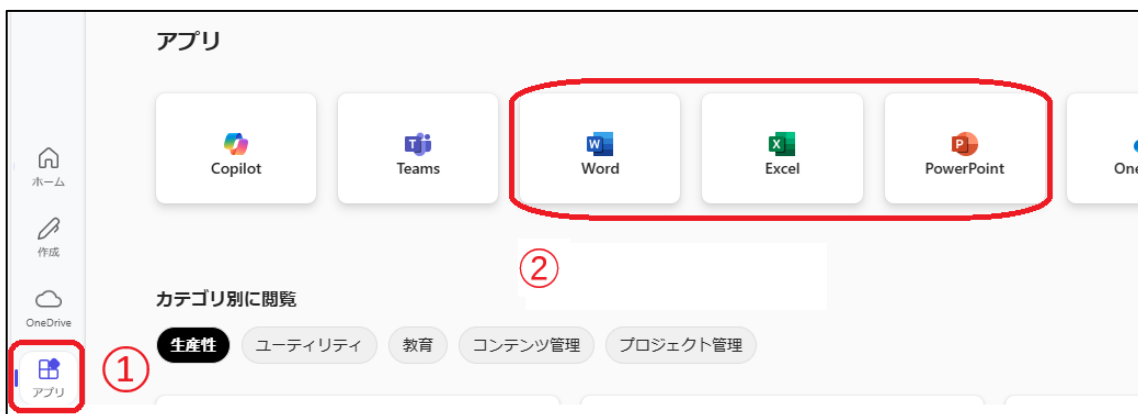 アプリ
Copilot
Teams
Word
Excel
PowerPoint
One
ホーム
作成
②
OneDrive
カテゴリ別に閲覧
生産性
ユーティリティ
教育
コンテンツ管理
プロジェクト管理
アプリ
①